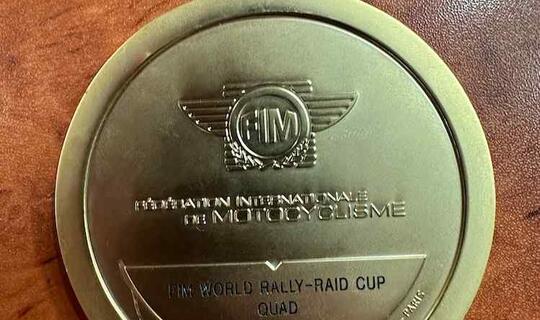 FIM
FÉDÉRATION INTERNATIONALE
DE MOTOCYCLISME
FIM WORLD RALLY-RAID CUP
QUAD
PARIS